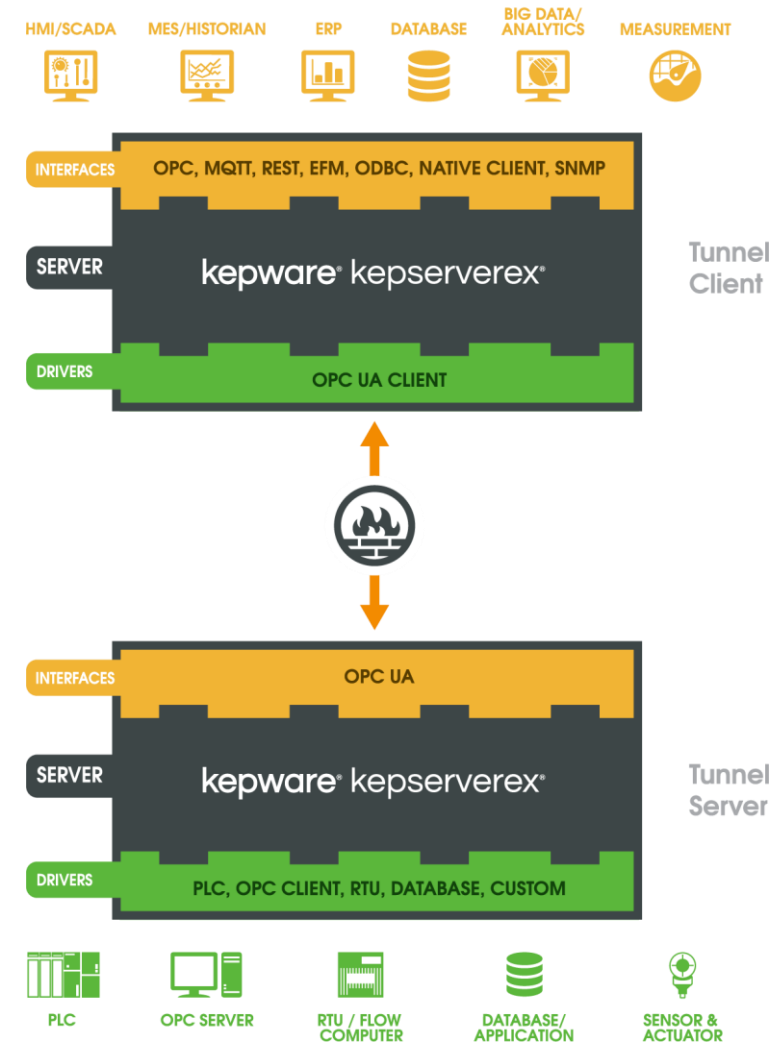 HMI/SCADA MES/HISTORIAN ERP DATABASE BIG DATA/ MEASUREMENT
ANALYTICS
INTERFACES OPC, MQTT, REST, EFM, ODBC, NATIVE CLIENT, SNMP
SERVER kepware® kepserverex® Tunnel
Client
DRIVERS OPC UA CLIENT
INTERFACES OPC UA
SERVER kepware® kepserverex® Tunnel
Server
DRIVERS PLC, OPC CLIENT, RTU, DATABASE, CUSTOM
PLC OPC SERVER RTU / FLOW DATABASE/ SENSOR &
COMPUTER APPLICATION ACTUATOR